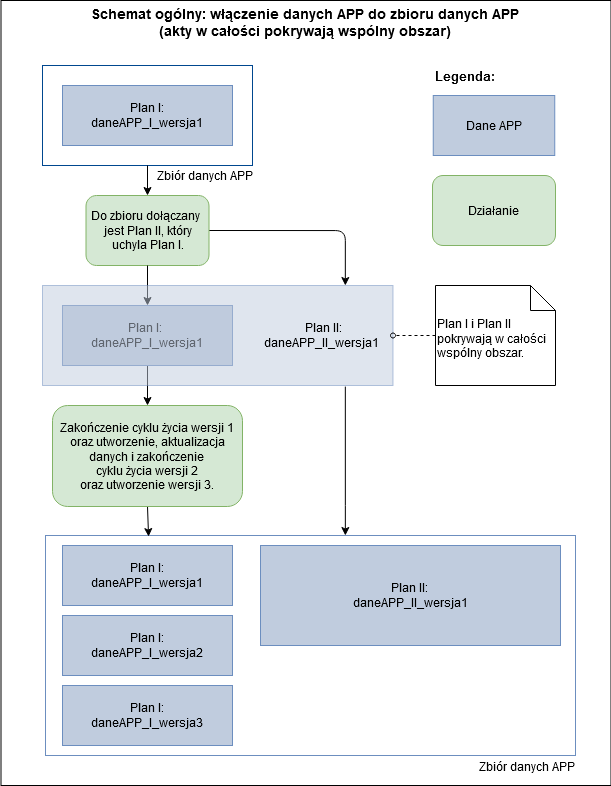 Schemat ogólny: włączenie danych APP do zbioru danych APP
(akty w całości pokrywają wspólny obszar)
Plan I:
daneAPP_I_wersja1
Zbiór danych APP
Legenda:
Dane APP
Działanie
Do zbioru dołączany
jest Plan II, który
uchyla Plan I.
Plan I:
daneAPP_I_wersja1
Plan II:
daneAPP_II_wersja1
Plan I i Plan II
pokrywają w całości
wspólny obszar.
Zakończenie cyklu życia wersji 1
oraz utworzenie, aktualizacja
danych i zakończenie
cyklu życia wersji 2
oraz utworzenie wersji 3.
Plan I:
daneAPP_I_wersja1
Plan II:
daneAPP_II_wersja1
Plan I:
daneAPP_I_wersja2
Plan I:
daneAPP_I_wersja3
Zbiór danych APP